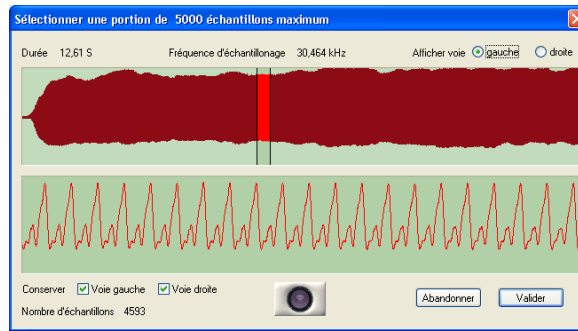 Sélectionner une portion de 5000 échantillons maximum
Durée 12,61 S Fréquence d'échantillonage 30,464 kHz Afficher voie gauche droite
Conserver Voie gauche Voie droite
Abandonner Valider
Nombre d'échantillons 4593